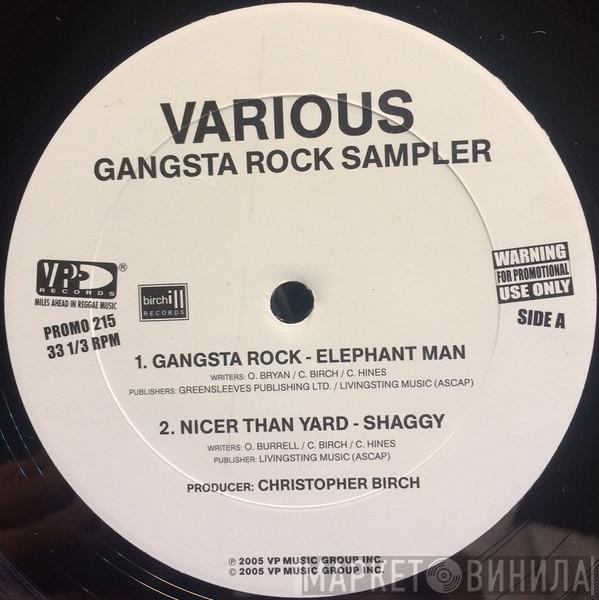 VARIOUS
GANGSTA ROCK SAMPLER
VP
RECORDS
®
MILES AHEAD IN REGGAE MUSIC
birchill
RECORDS
PROMO 215
33 1/3 RPM
WARNING
FOR PROMOTIONAL
USE ONLY
SIDE A
1. GANGSTA ROCK - ELEPHANT MAN
WRITERS: O. BRYAN / C. BIRCH / C. HINES
PUBLISHERS: GREENSLEEVES PUBLISHING LTD. / LIVINGSTING MUSIC (ASCAP)
2. NICER THAN YARD - SHAGGY
WRITERS: O. BURRELL / C. BIRCH / C. HINES
PUBLISHER: LIVINGSTING MUSIC (ASCAP)
PRODUCER: CHRISTOPHER BIRCH
℗ 2005 VP MUSIC GROUP INC.
© 2005 VP MUSIC GROUP INC.
МАРКЕТ ВИНИЛА